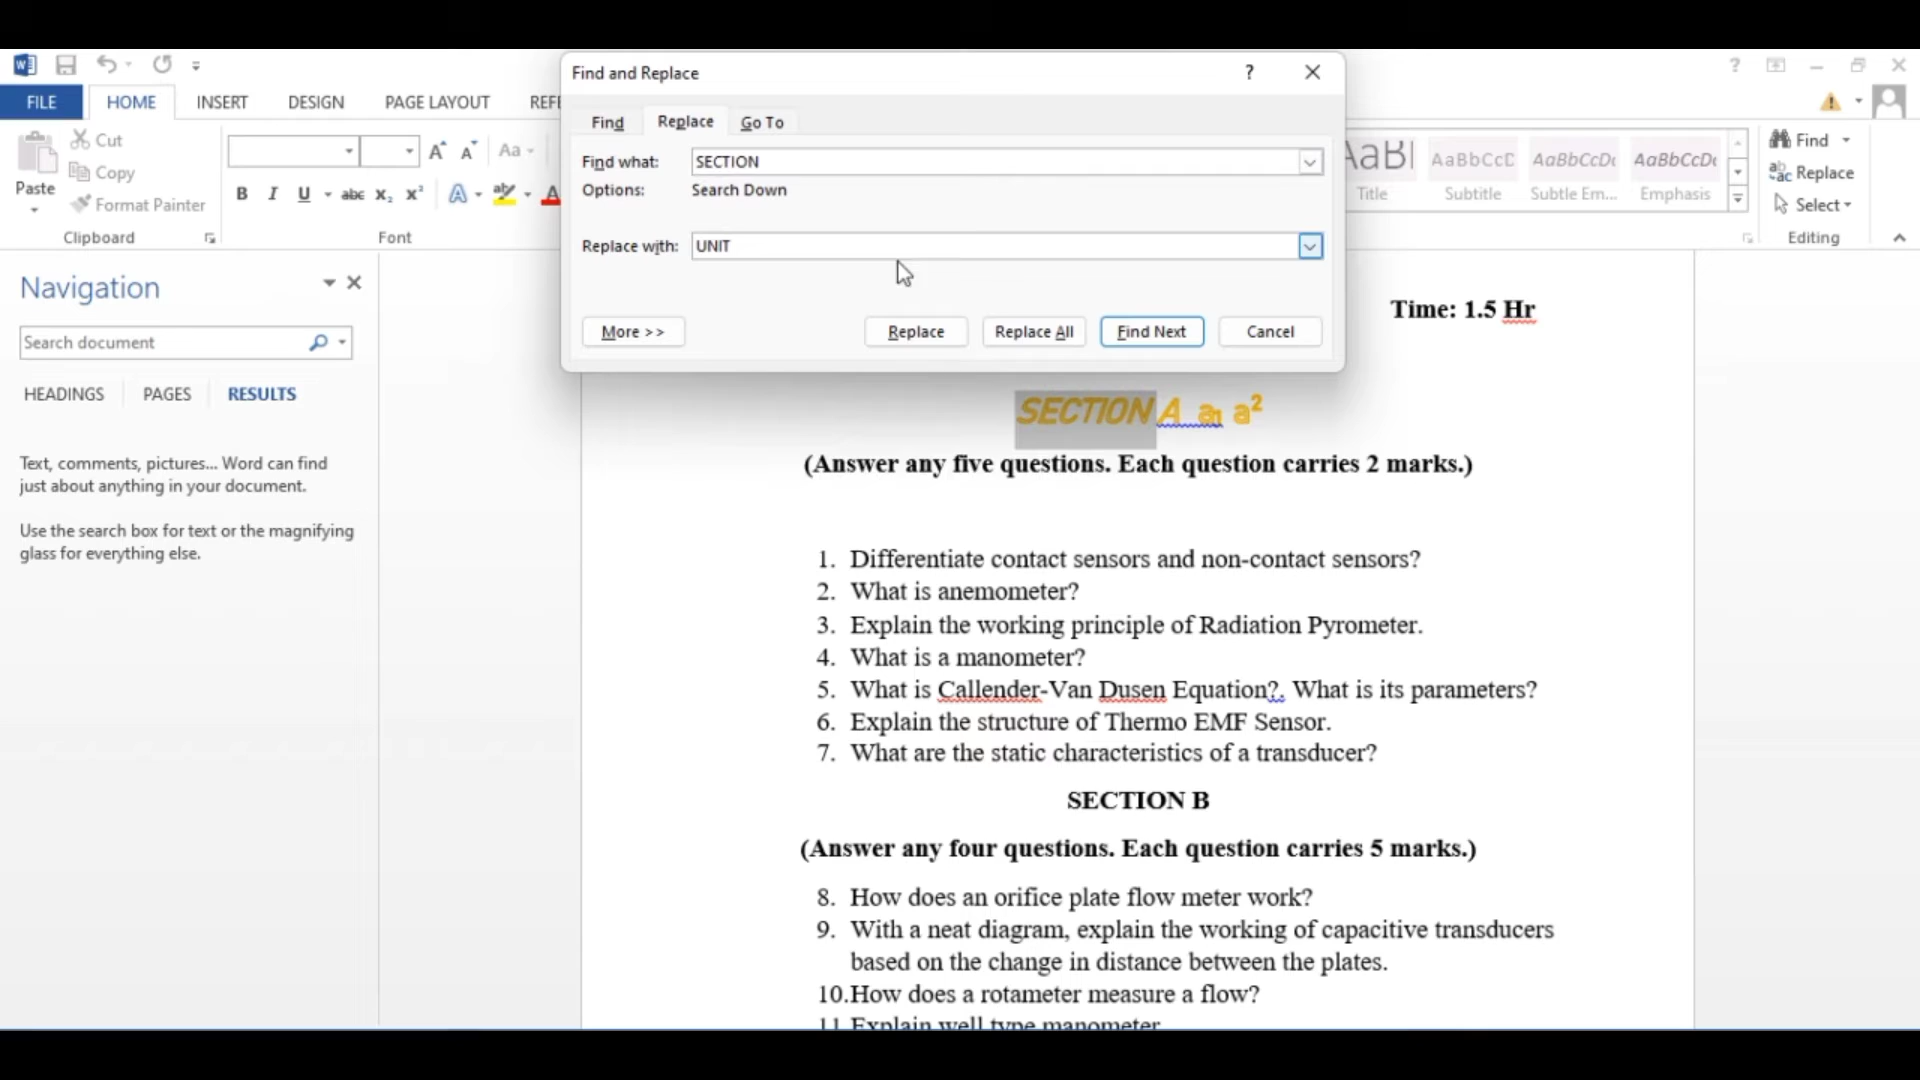 Find and Replace
?
FILE
HOME
INSERT
DESIGN
PAGE LAYOUT
REFE
Find
Replace
Go To
Find what:
SECTION
Options:
Search Down
Replace with:
UNIT
More >>
Replace
Replace All
Find Next
Cancel
Paste
Cut
Copy
Format Painter
Clipboard
Aa
B I U abc x₂ x²
A
Font
AaBl
Title
AaBbCcD
Subtitle
AaBbCcDc
Subtle Em...
AaBbCcDc
Emphasis
Find
Replace
Select
Editing
Navigation
Search document
HEADINGS
PAGES
RESULTS
Text, comments, pictures... Word can find
just about anything in your document.
Use the search box for text or the magnifying
glass for everything else.
Time: 1.5 Hr
SECTION A a₁ a²
(Answer any five questions. Each question carries 2 marks.)
1. Differentiate contact sensors and non-contact sensors?
2. What is anemometer?
3. Explain the working principle of Radiation Pyrometer.
4. What is a manometer?
5. What is Callender-Van Dusen Equation?. What is its parameters?
6. Explain the structure of Thermo EMF Sensor.
7. What are the static characteristics of a transducer?
SECTION B
(Answer any four questions. Each question carries 5 marks.)
8. How does an orifice plate flow meter work?
9. With a neat diagram, explain the working of capacitive transducers
based on the change in distance between the plates.
10.How does a rotameter measure a flow?
11.Explain well type manometer